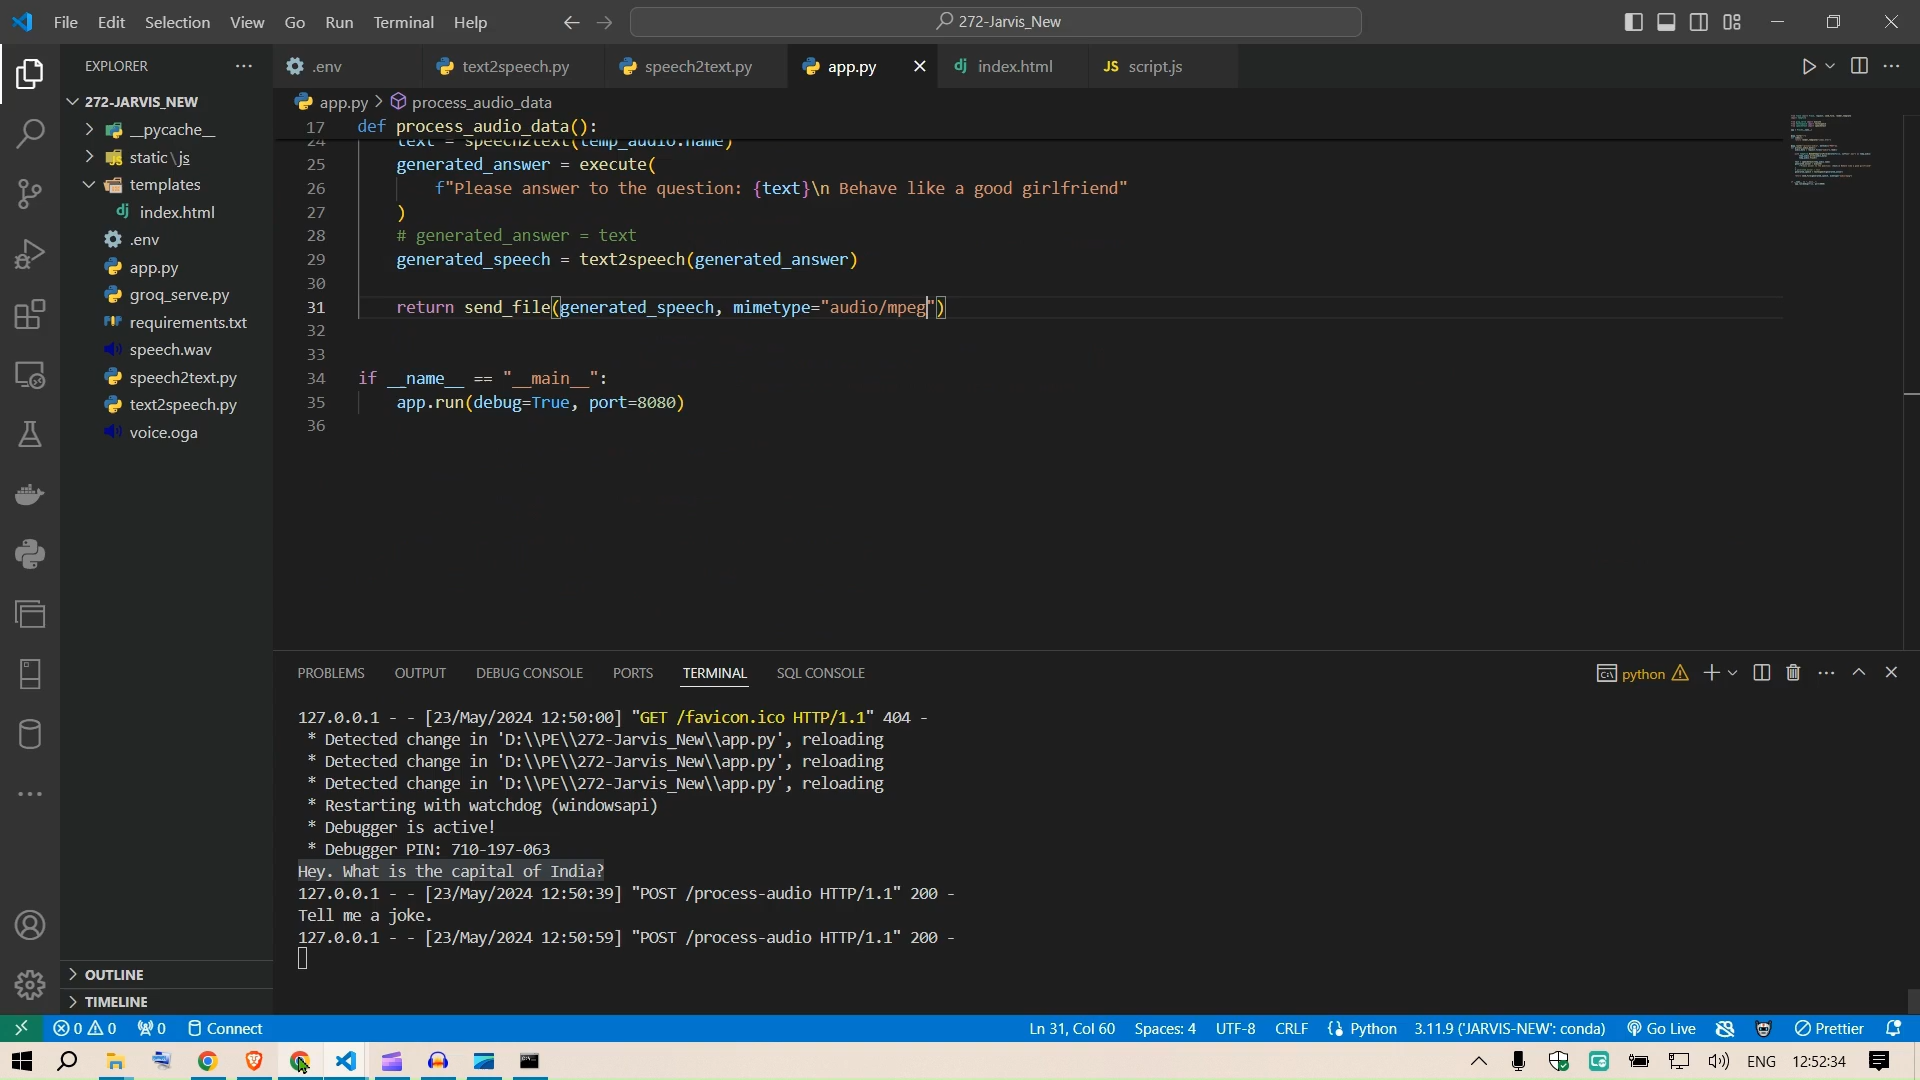 File Edit Selection View Go Run Terminal Help
272-Jarvis_New
EXPLORER
.env
text2speech.py
speech2text.py
app.py
index.html
JS script.js
272-JARVIS_NEW
app.py > process_audio_data
__pycache__
static\js
templates
index.html
.env
app.py
groq_serve.py
requirements.txt
speech.wav
speech2text.py
text2speech.py
voice.oga
OUTLINE
TIMELINE
17 def process_audio_data():
24 text = speech2text(temp_audio.name)
25 generated_answer = execute(
26 f"Please answer to the question: {text}\n Behave like a good girlfriend"
27 )
28 # generated_answer = text
29 generated_speech = text2speech(generated_answer)
30
31 return send_file(generated_speech, mimetype="audio/mpeg")
32
33
34 if __name__ == "__main__":
35 app.run(debug=True, port=8080)
36
PROBLEMS OUTPUT DEBUG CONSOLE PORTS TERMINAL SQL CONSOLE
python
127.0.0.1 - - [23/May/2024 12:50:00] "GET /favicon.ico HTTP/1.1" 404 -
* Detected change in 'D:\\PE\\272-Jarvis_New\\app.py', reloading
* Detected change in 'D:\\PE\\272-Jarvis_New\\app.py', reloading
* Detected change in 'D:\\PE\\272-Jarvis_New\\app.py', reloading
* Restarting with watchdog (windowsapi)
* Debugger is active!
* Debugger PIN: 710-197-063
Hey. What is the capital of India?
127.0.0.1 - - [23/May/2024 12:50:39] "POST /process-audio HTTP/1.1" 200 -
Tell me a joke.
127.0.0.1 - - [23/May/2024 12:50:59] "POST /process-audio HTTP/1.1" 200 -
0 0 0 Connect
Ln 31, Col 60 Spaces: 4 UTF-8 CRLF Python 3.11.9 ('JARVIS-NEW': conda) Go Live Prettier
ENG 12:52:34